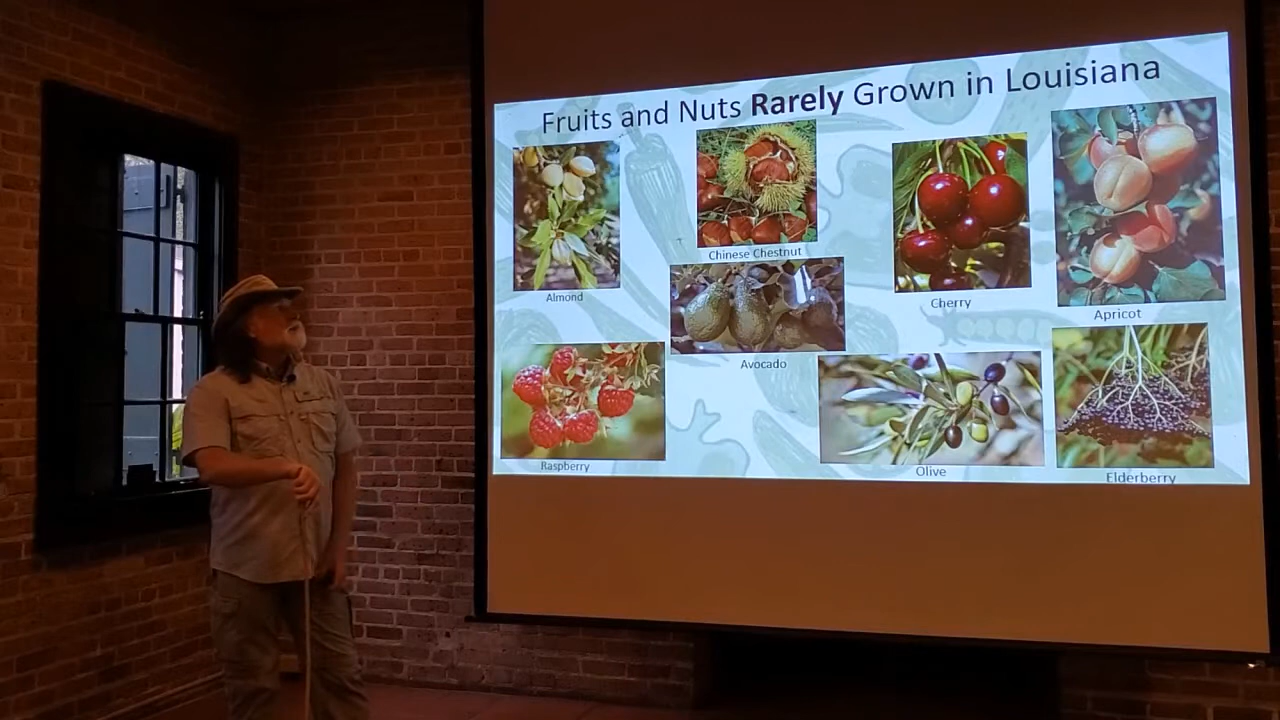 Fruits and Nuts Rarely Grown in Louisiana
Almond
Chinese Chestnut
Cherry
Apricot
Avocado
Raspberry
Olive
Elderberry